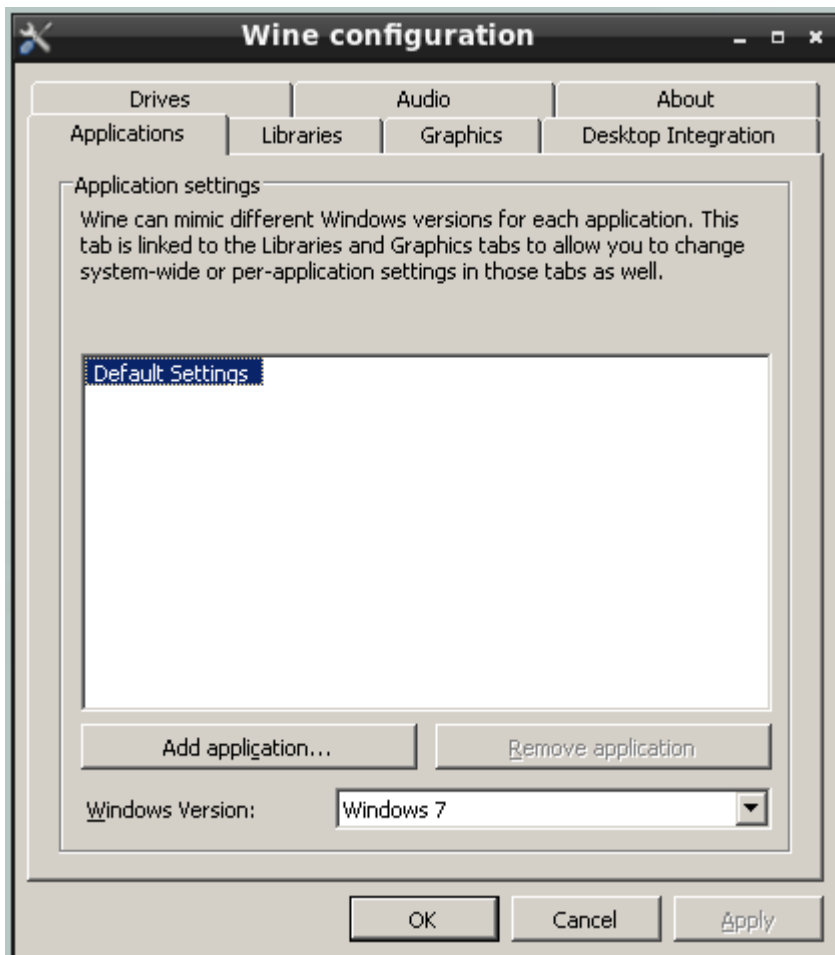 Wine configuration
Drives Audio About
Applications Libraries Graphics Desktop Integration
Application settings
Wine can mimic different Windows versions for each application. This
tab is linked to the Libraries and Graphics tabs to allow you to change
system-wide or per-application settings in those tabs as well.
Default Settings
Add application... Remove application
Windows Version: Windows 7
OK Cancel Apply